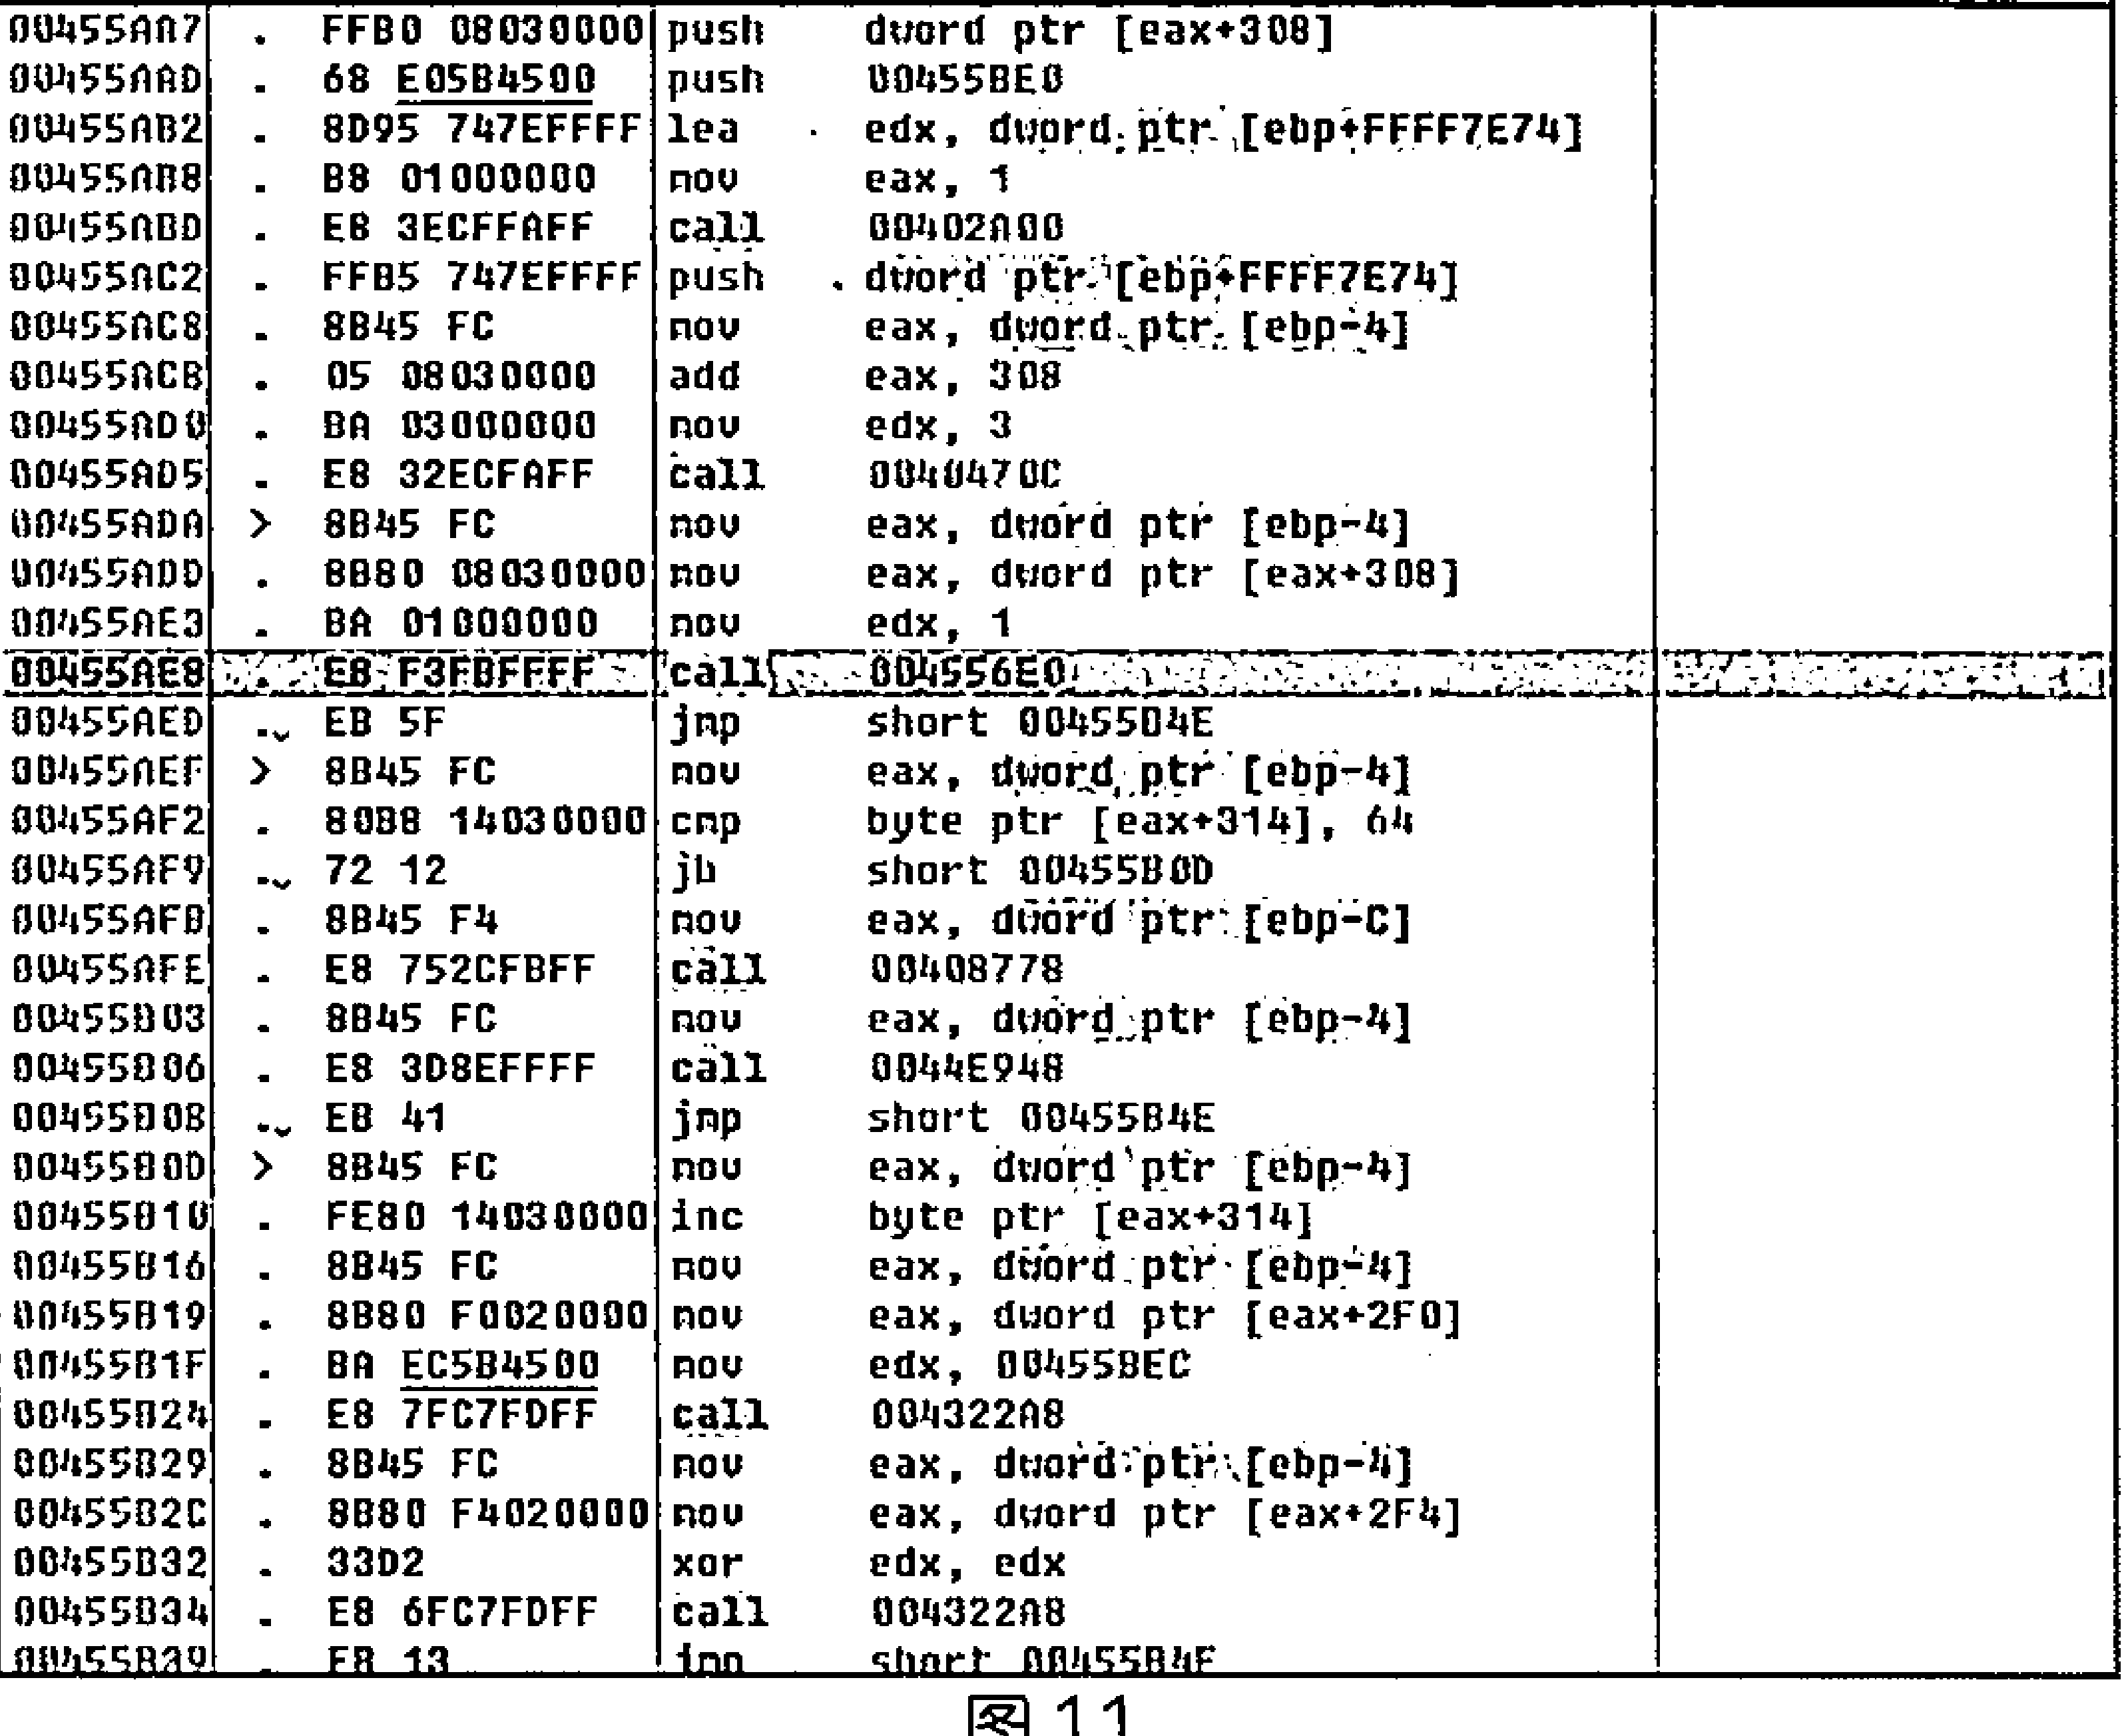 00455AA7 . FFB0 08030000 push dword ptr [eax+308]
00455AAD . 68 E05B4500 push 00455BE0
00455AB2 . 8D95 747EFFFF lea edx, dword ptr [ebp+FFFF7E74]
00455AB8 . B8 01000000 mov eax, 1
00455ABD . E8 3ECFFAFF call 00402A00
00455AC2 . FFB5 747EFFFF push dword ptr [ebp+FFFF7E74]
00455AC8 . 8B45 FC mov eax, dword ptr [ebp-4]
00455ACB . 05 08030000 add eax, 308
00455AD0 . BA 03000000 mov edx, 3
00455AD5 . E8 32ECFAFF call 0040470C
00455ADA > 8B45 FC mov eax, dword ptr [ebp-4]
00455ADD . 8B80 08030000 mov eax, dword ptr [eax+308]
00455AE3 . BA 01000000 mov edx, 1
00455AE8 . E8 F3FBFFFF call 004556E0
00455AED .⌄ EB 5F jmp short 00455B4E
00455AEF > 8B45 FC mov eax, dword ptr [ebp-4]
00455AF2 . 80B8 14030000 cmp byte ptr [eax+314], 64
00455AF9 .⌄ 72 12 jb short 00455B0D
00455AFB . 8B45 F4 mov eax, dword ptr [ebp-C]
00455AFE . E8 752CFBFF call 00408778
00455B03 . 8B45 FC mov eax, dword ptr [ebp-4]
00455B06 . E8 3D8EFFFF call 0044E948
00455B0B .⌄ EB 41 jmp short 00455B4E
00455B0D > 8B45 FC mov eax, dword ptr [ebp-4]
00455B10 . FE80 14030000 inc byte ptr [eax+314]
00455B16 . 8B45 FC mov eax, dword ptr [ebp-4]
00455B19 . 8B80 F0020000 mov eax, dword ptr [eax+2F0]
00455B1F . BA EC5B4500 mov edx, 00455BEC
00455B24 . E8 7FC7FDFF call 004322A8
00455B29 . 8B45 FC mov eax, dword ptr [ebp-4]
00455B2C . 8B80 F4020000 mov eax, dword ptr [eax+2F4]
00455B32 . 33D2 xor edx, edx
00455B34 . E8 6FC7FDFF call 004322A8
00455B39 . EB 13 jmp short 00455B4E
图 11